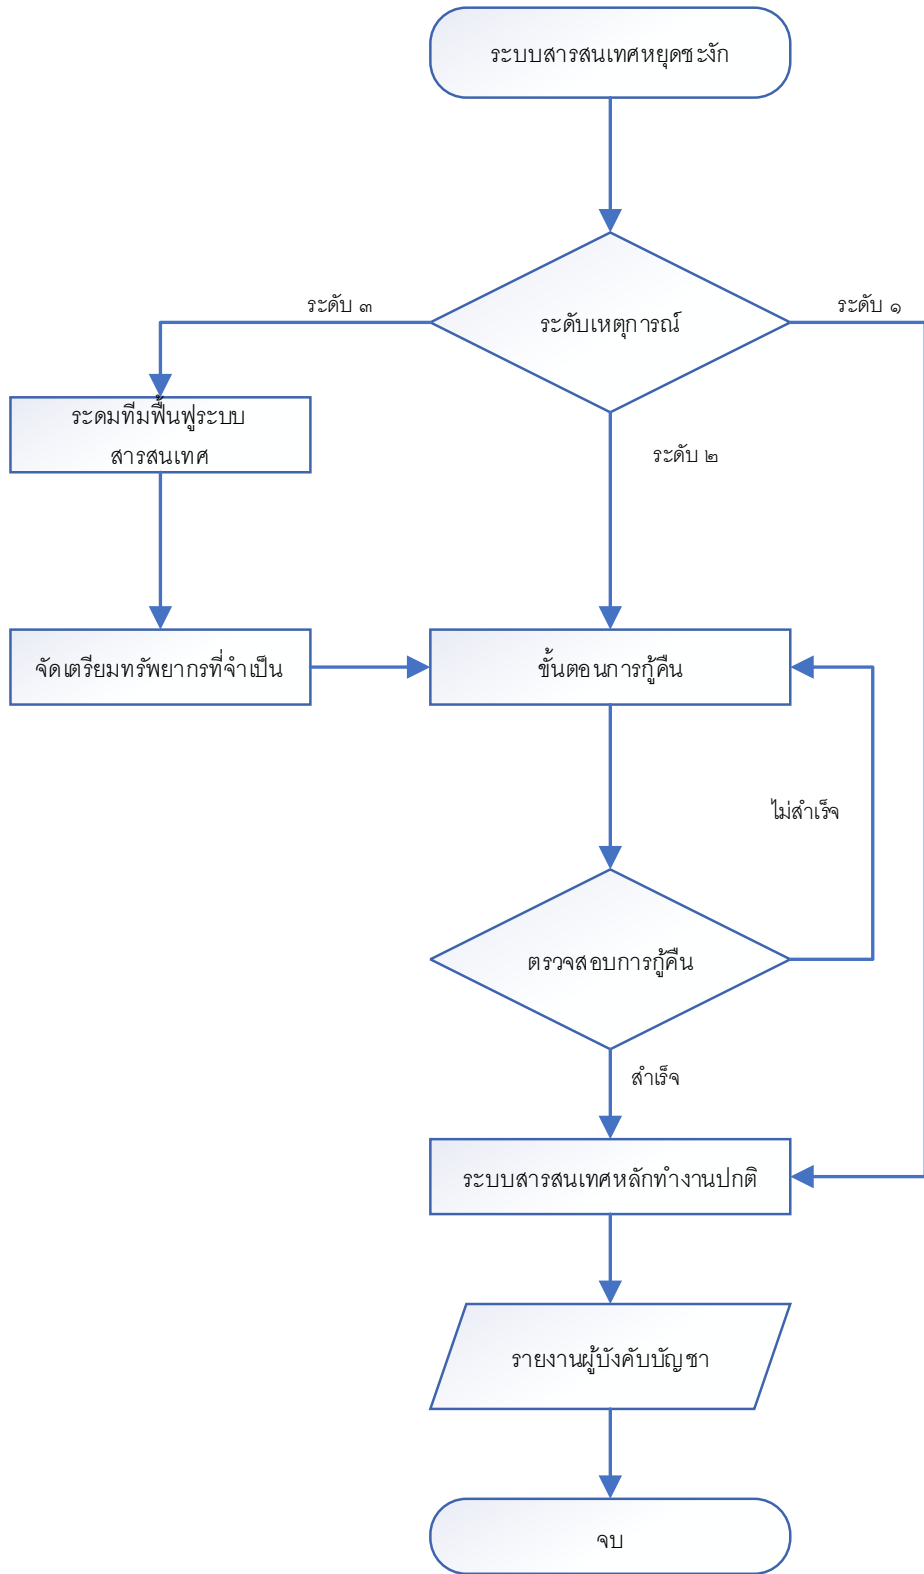 ระบบสารสนเทศหยุดชะงัก
ระดับ ๓
ระดับเหตุการณ์
ระดับ ๑
ระดมทีมฟื้นฟูระบบ
สารสนเทศ
ระดับ ๒
จัดเตรียมทรัพยากรที่จำเป็น
ขั้นตอนการกู้คืน
ไม่สำเร็จ
ตรวจสอบการกู้คืน
สำเร็จ
ระบบสารสนเทศหลักทำงานปกติ
รายงานผู้บังคับบัญชา
จบ